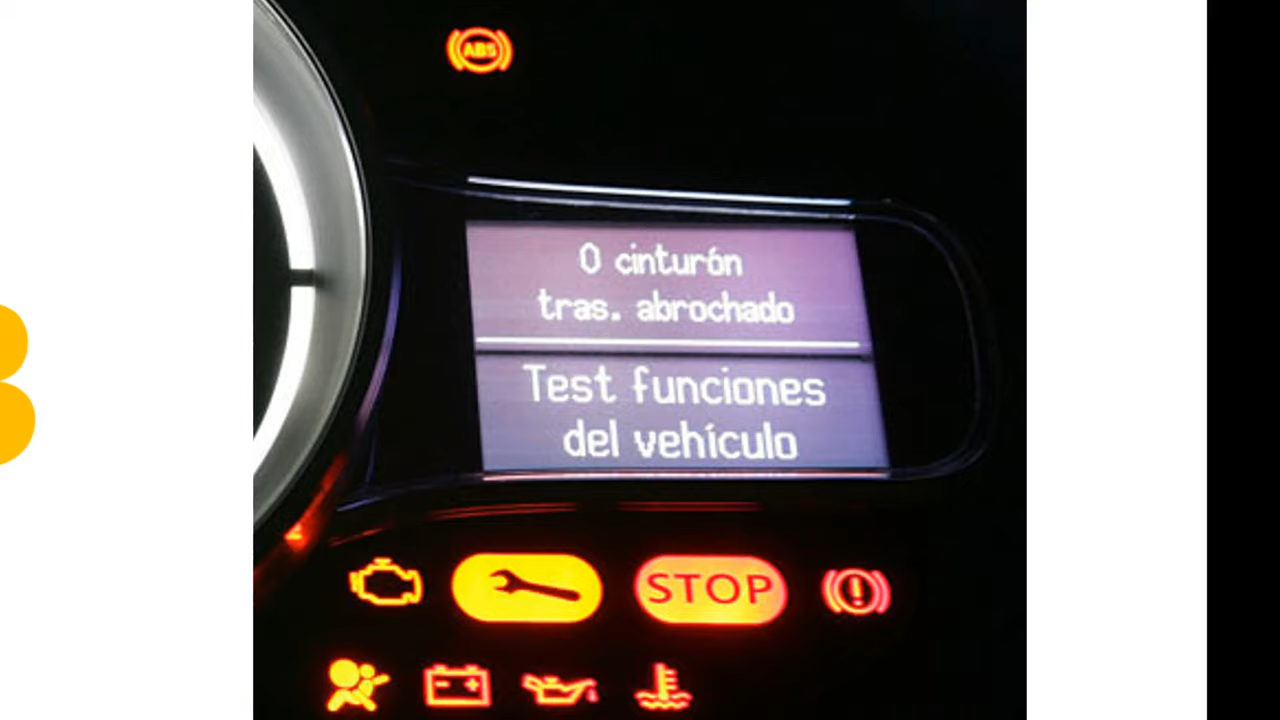 ABS
0 cinturón
tras. abrochado
Test funciones
del vehículo
STOP